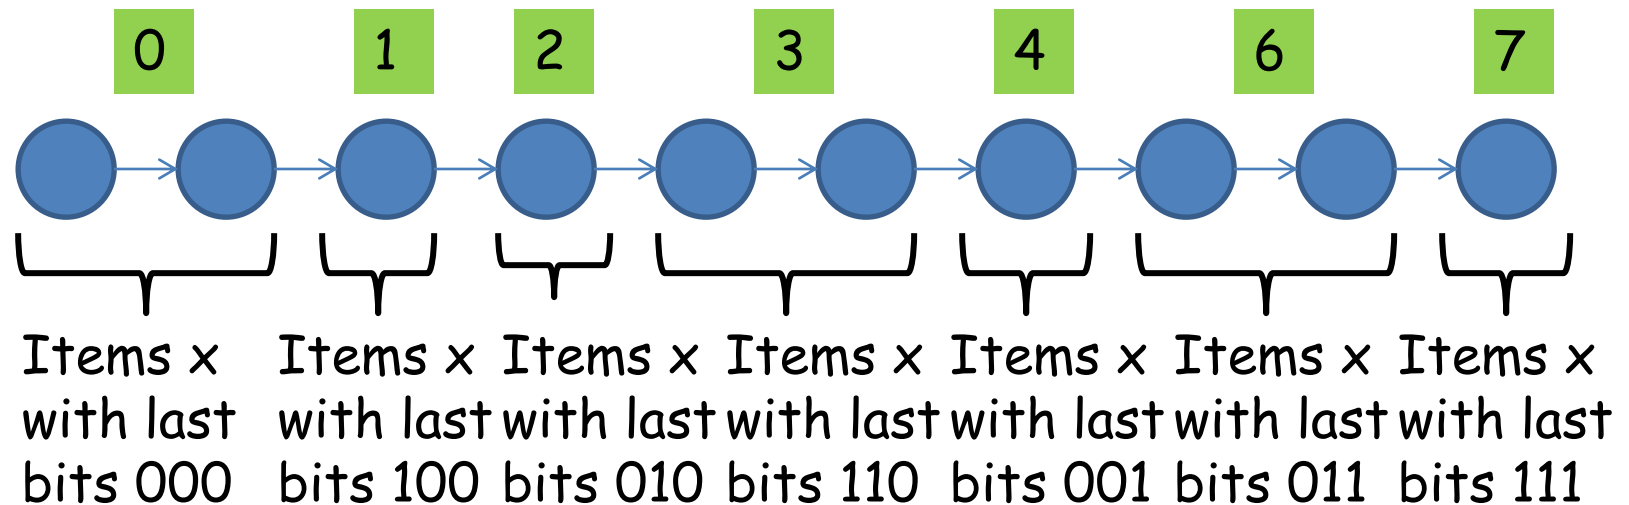 0 1 2 3 4 6 7
Items x
with last
bits 000
Items x
with last
bits 100
Items x
with last
bits 010
Items x
with last
bits 110
Items x
with last
bits 001
Items x
with last
bits 011
Items x
with last
bits 111